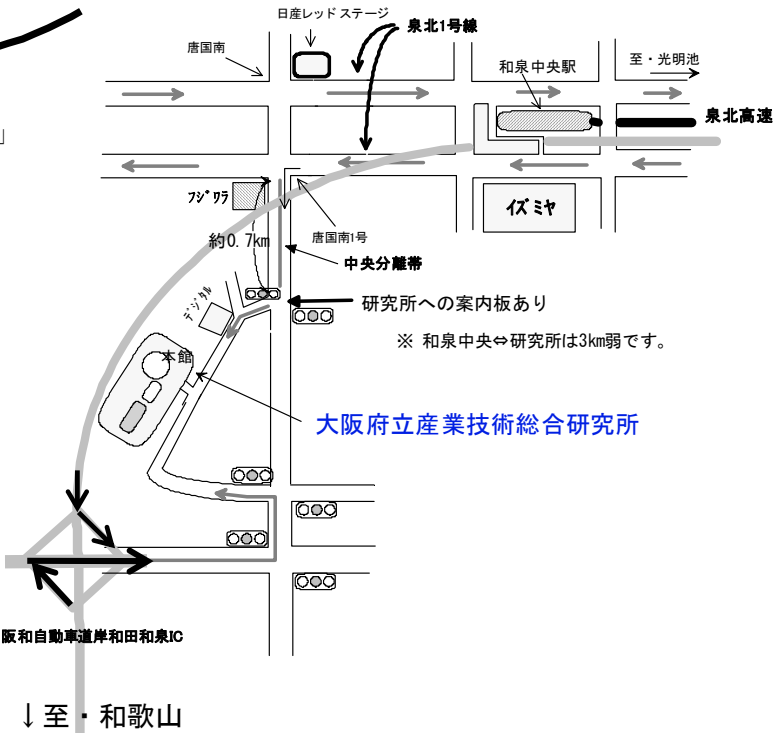 日産レッドステージ
泉北1号線
唐国南
和泉中央駅
至・光明池
泉北高速
」
フジワラ
イズミヤ
約0.7km
唐国南1号
中央分離帯
デジタル
研究所への案内板あり
※ 和泉中央⇔研究所は3km弱です。
本館
大阪府立産業技術総合研究所
阪和自動車道岸和田和泉IC
↓至・和歌山